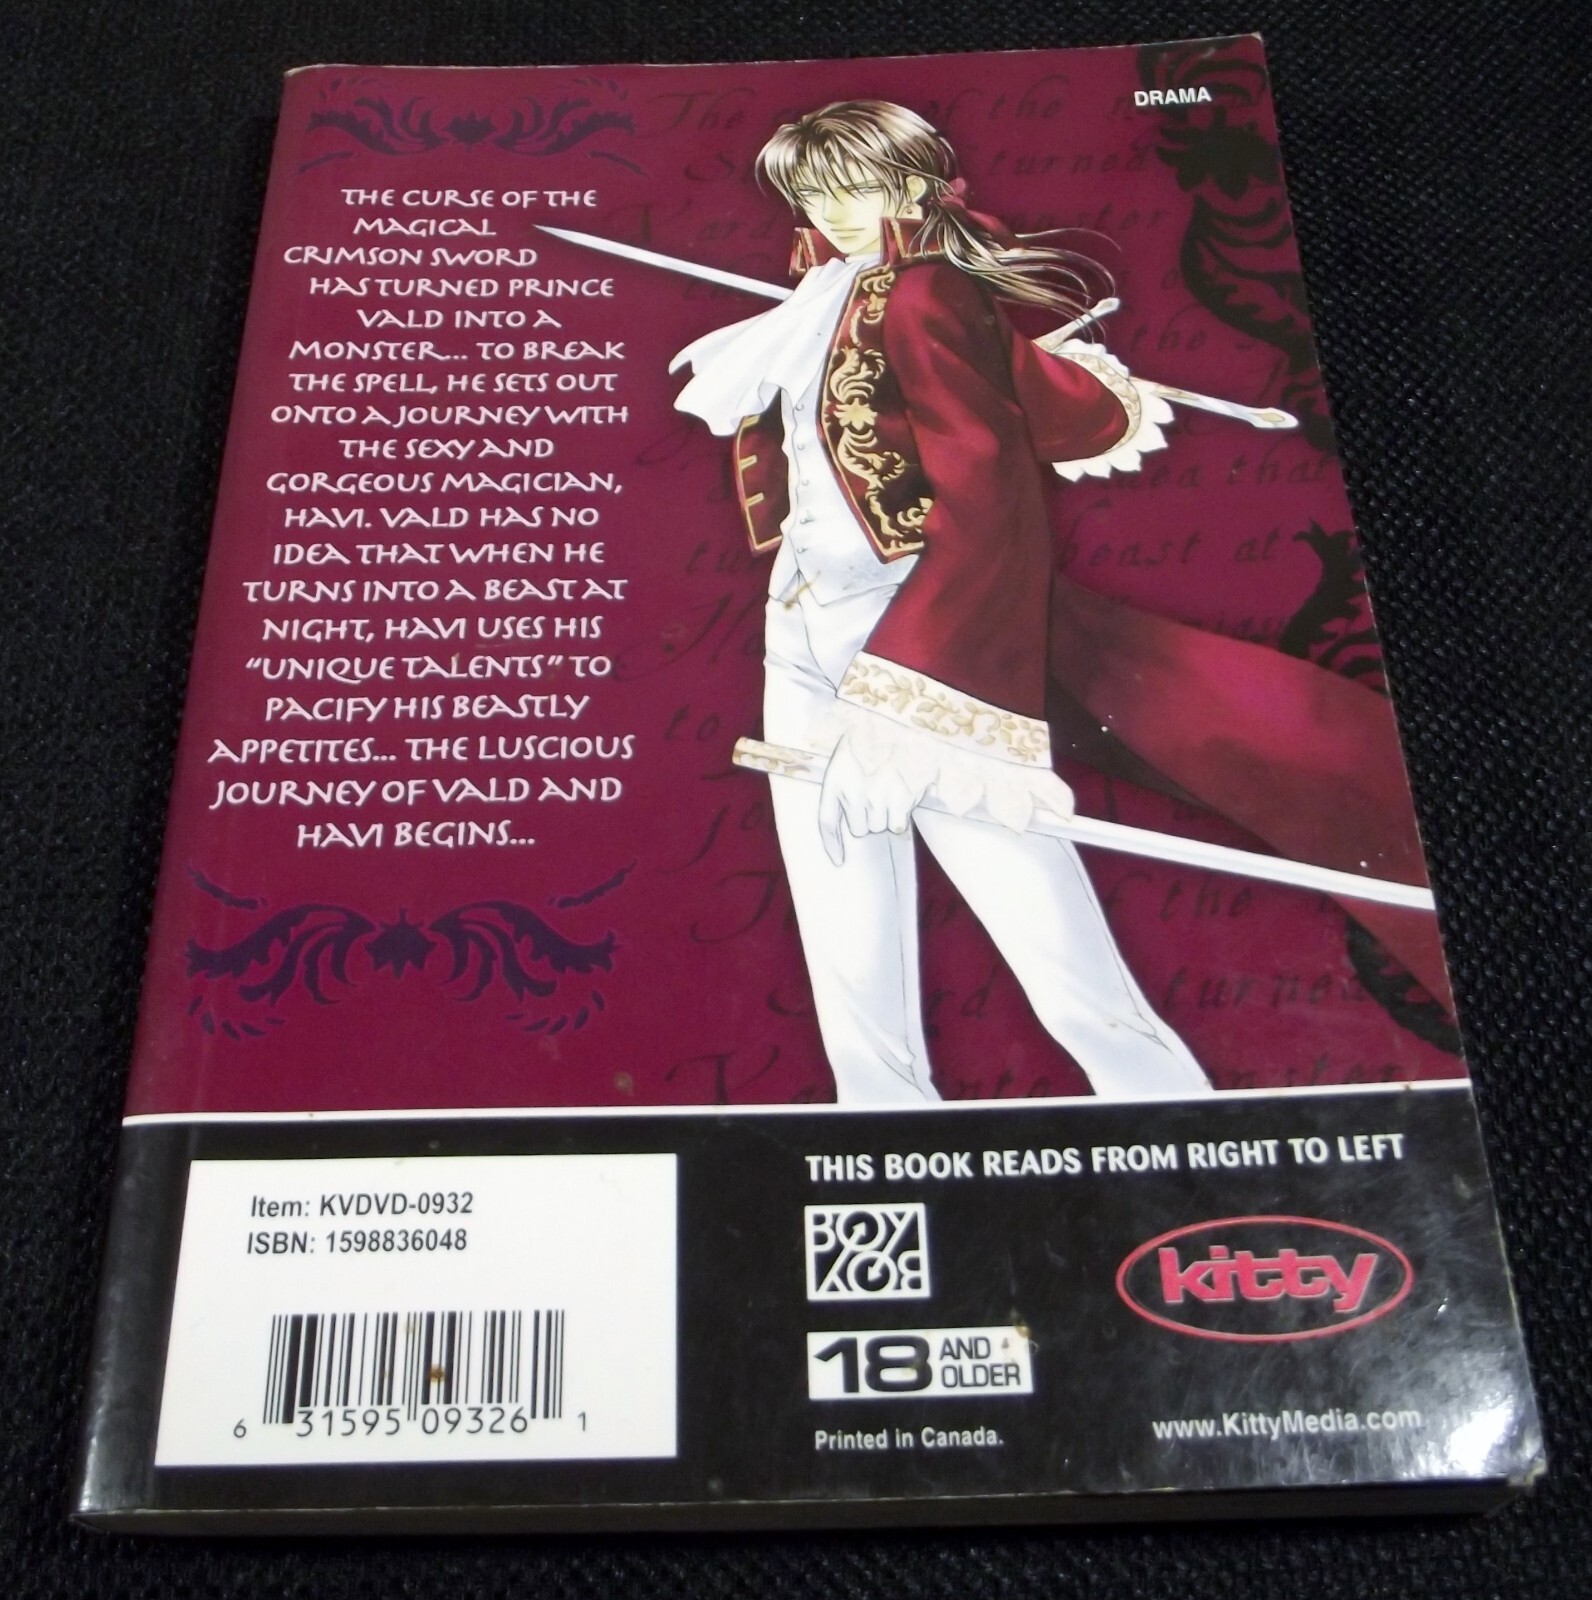 DRAMA
THE CURSE OF THE
MAGICAL
CRIMSON SWORD
HAS TURNED PRINCE
VALD INTO A
MONSTER... TO BREAK
THE SPELL, HE SETS OUT
ONTO A JOURNEY WITH
THE SEXY AND
GORGEOUS MAGICIAN,
HAVI. VALD HAS NO
IDEA THAT WHEN HE
TURNS INTO A BEAST AT
NIGHT, HAVI USES HIS
“UNIQUE TALENTS” TO
PACIFY HIS BEASTLY
APPETITES... THE LUSCIOUS
JOURNEY OF VALD AND
HAVI BEGINS...
THIS BOOK READS FROM RIGHT TO LEFT
Item: KVDVD-0932
ISBN: 1598836048
6 31595 09326 1
BOY
BOY
kitty
18 AND
OLDER
Printed in Canada.
www.KittyMedia.com